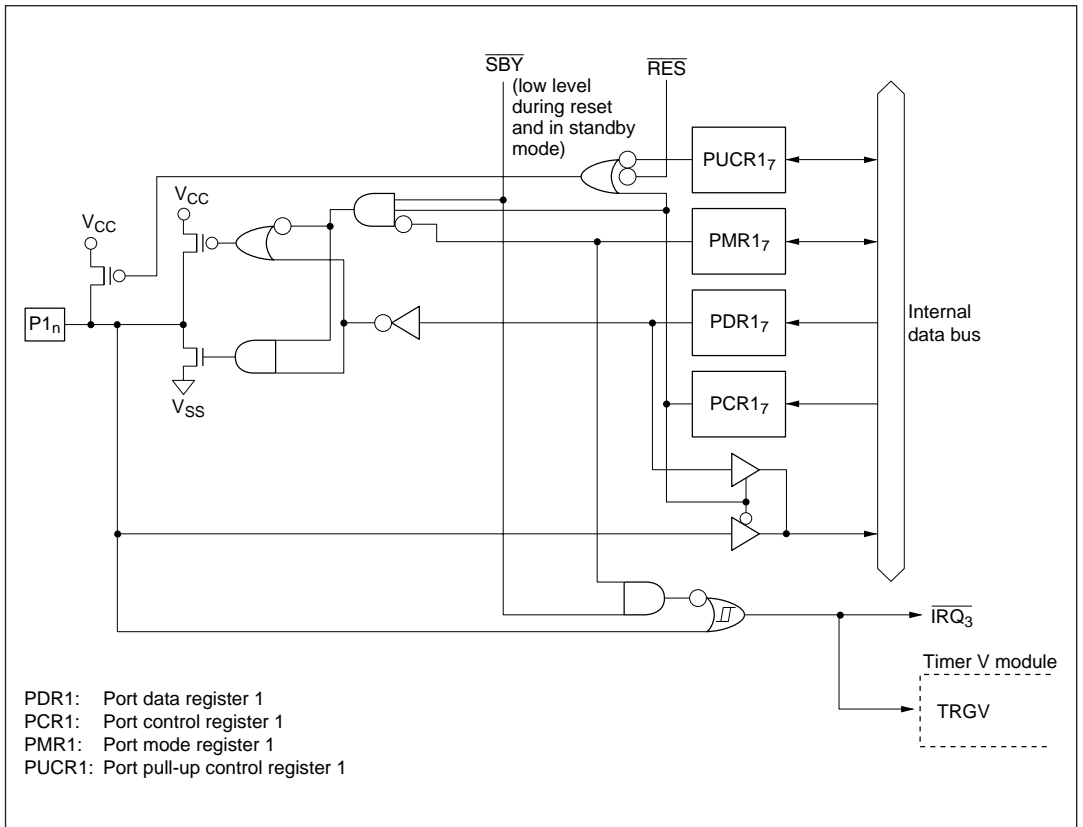 SBY
(low level
during reset
and in standby
mode)
RES
PUCR17
VCC
VCC
PMR17
P1n
PDR17
Internal
data bus
VSS
PCR17
IRQ3
Timer V module
TRGV
PDR1: Port data register 1
PCR1: Port control register 1
PMR1: Port mode register 1
PUCR1: Port pull-up control register 1